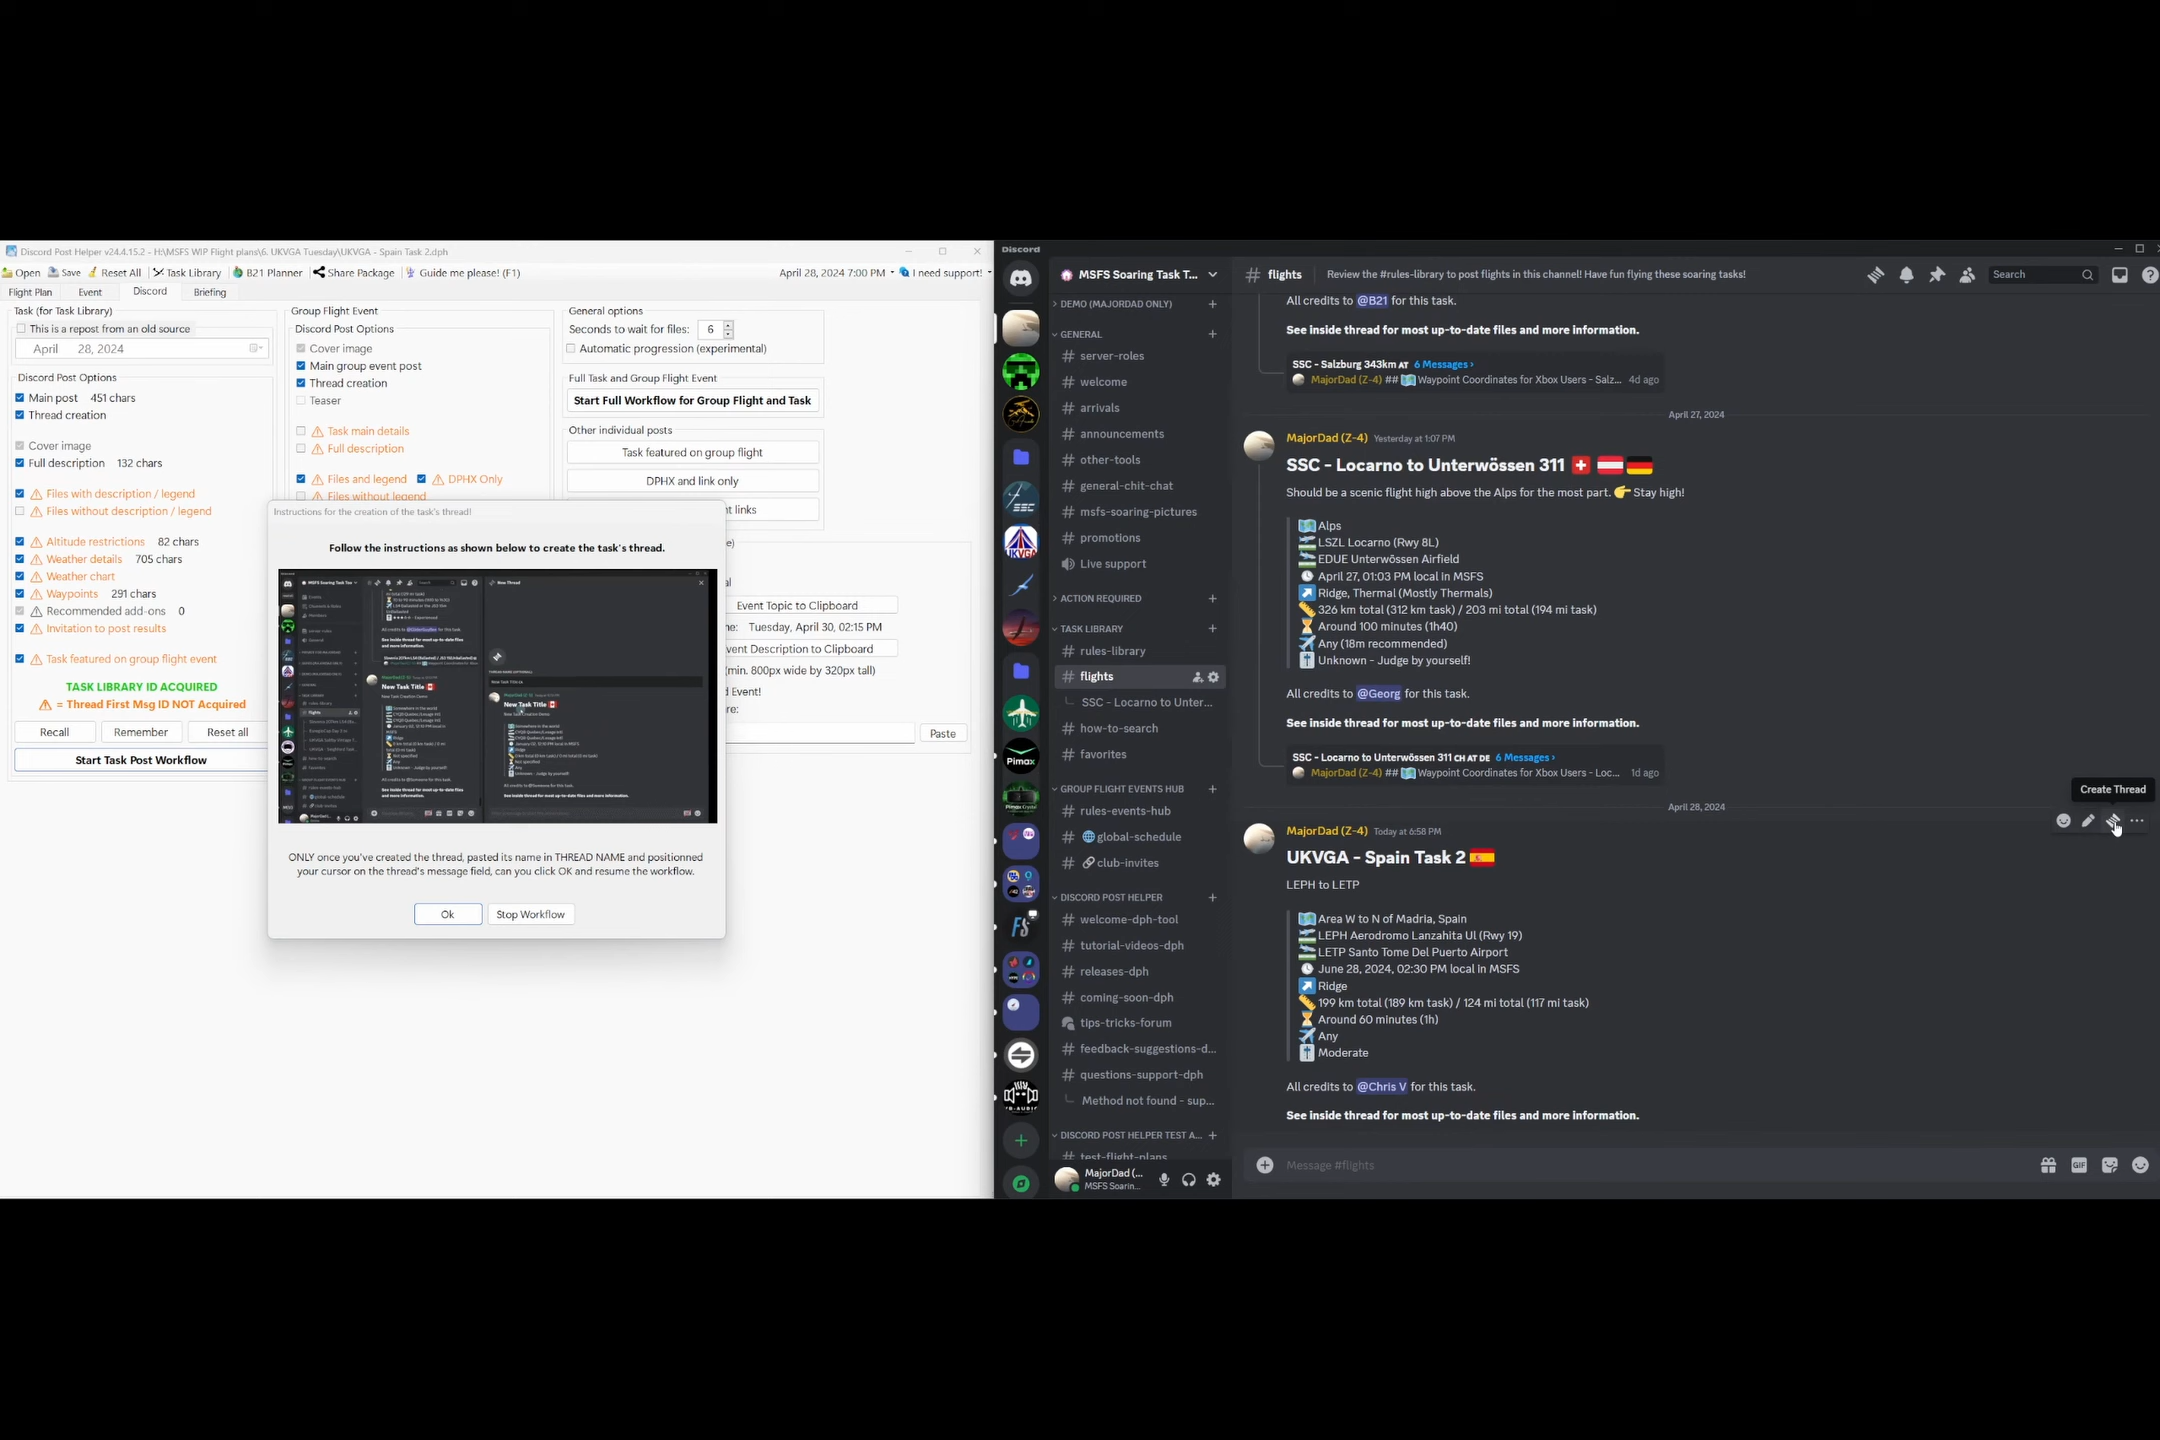 Discord Post Helper v24.4.15.2 - H:\MSFS WIP Flight plans\6. UKVGA Tuesday\UKVGA - Spain Task 2.dph
Open Save Reset All Task Library B21 Planner Share Package Guide me please! (F1) April 28, 2024 7:00 PM I need support!
Flight Plan Event Discord Briefing
Task (for Task Library)
This is a repost from an old source
April 28, 2024
Discord Post Options
Main post 451 chars
Thread creation
Cover image
Full description 132 chars
Files with description / legend
Files without description / legend
Altitude restrictions 82 chars
Weather details 705 chars
Weather chart
Waypoints 291 chars
Recommended add-ons 0
Invitation to post results
Task featured on group flight event
TASK LIBRARY ID ACQUIRED
= Thread First Msg ID NOT Acquired
Recall Remember Reset all
Start Task Post Workflow
Group Flight Event
Discord Post Options
Cover image
Main group event post
Thread creation
Teaser
Task main details
Full description
Files and legend DPHX Only
Files without legend
General options
Seconds to wait for files: 6
Automatic progression (experimental)
Full Task and Group Flight Event
Start Full Workflow for Group Flight and Task
Other individual posts
Task featured on group flight
DPHX and link only
nt links
e)
al
Event Topic to Clipboard
ne: Tuesday, April 30, 02:15 PM
vent Description to Clipboard
(min. 800px wide by 320px tall)
d Event!
re:
Paste
Instructions for the creation of the task's thread!
Follow the instructions as shown below to create the task's thread.
New Thread
New Task Title
New Task Title
ONLY once you've created the thread, pasted its name in THREAD NAME and positionned
your cursor on the thread's message field, can you click OK and resume the workflow.
Ok Stop Workflow
Discord
MSFS Soaring Task T...
DEMO (MAJORDAD ONLY)
GENERAL
server-roles
welcome
arrivals
announcements
other-tools
general-chit-chat
msfs-soaring-pictures
promotions
Live support
ACTION REQUIRED
TASK LIBRARY
rules-library
flights
SSC - Locarno to Unter...
how-to-search
favorites
GROUP FLIGHT EVENTS HUB
rules-events-hub
global-schedule
club-invites
DISCORD POST HELPER
welcome-dph-tool
tutorial-videos-dph
releases-dph
coming-soon-dph
tips-tricks-forum
feedback-suggestions-d...
questions-support-dph
Method not found - sup...
DISCORD POST HELPER TEST A...
test-flight-plans
MajorDad (...
MSFS Soarin...
SSC
UKVGA
Pimax
Pimax Crystal
FS
flights Review the #rules-library to post flights in this channel! Have fun flying these soaring tasks! Search
All credits to @B21 for this task.
See inside thread for most up-to-date files and more information.
SSC - Salzburg 343km AT 6 Messages ›
MajorDad (Z-4) ## Waypoint Coordinates for Xbox Users - Salz... 4d ago
April 27, 2024
MajorDad (Z-4) Yesterday at 1:07 PM
SSC - Locarno to Unterwössen 311
Should be a scenic flight high above the Alps for the most part. Stay high!
Alps
LSZL Locarno (Rwy 8L)
EDUE Unterwössen Airfield
April 27, 01:03 PM local in MSFS
Ridge, Thermal (Mostly Thermals)
326 km total (312 km task) / 203 mi total (194 mi task)
Around 100 minutes (1h40)
Any (18m recommended)
Unknown - Judge by yourself!
All credits to @Georg for this task.
See inside thread for most up-to-date files and more information.
SSC - Locarno to Unterwössen 311 CH AT DE 6 Messages ›
MajorDad (Z-4) ## Waypoint Coordinates for Xbox Users - Loc... 1d ago
Create Thread
April 28, 2024
MajorDad (Z-4) Today at 6:58 PM
UKVGA - Spain Task 2
LEPH to LETP
Area W to N of Madria, Spain
LEPH Aerodromo Lanzahita Ul (Rwy 19)
LETP Santo Tome Del Puerto Airport
June 28, 2024, 02:30 PM local in MSFS
Ridge
199 km total (189 km task) / 124 mi total (117 mi task)
Around 60 minutes (1h)
Any
Moderate
All credits to @Chris V for this task.
See inside thread for most up-to-date files and more information.
Message #flights
GIF